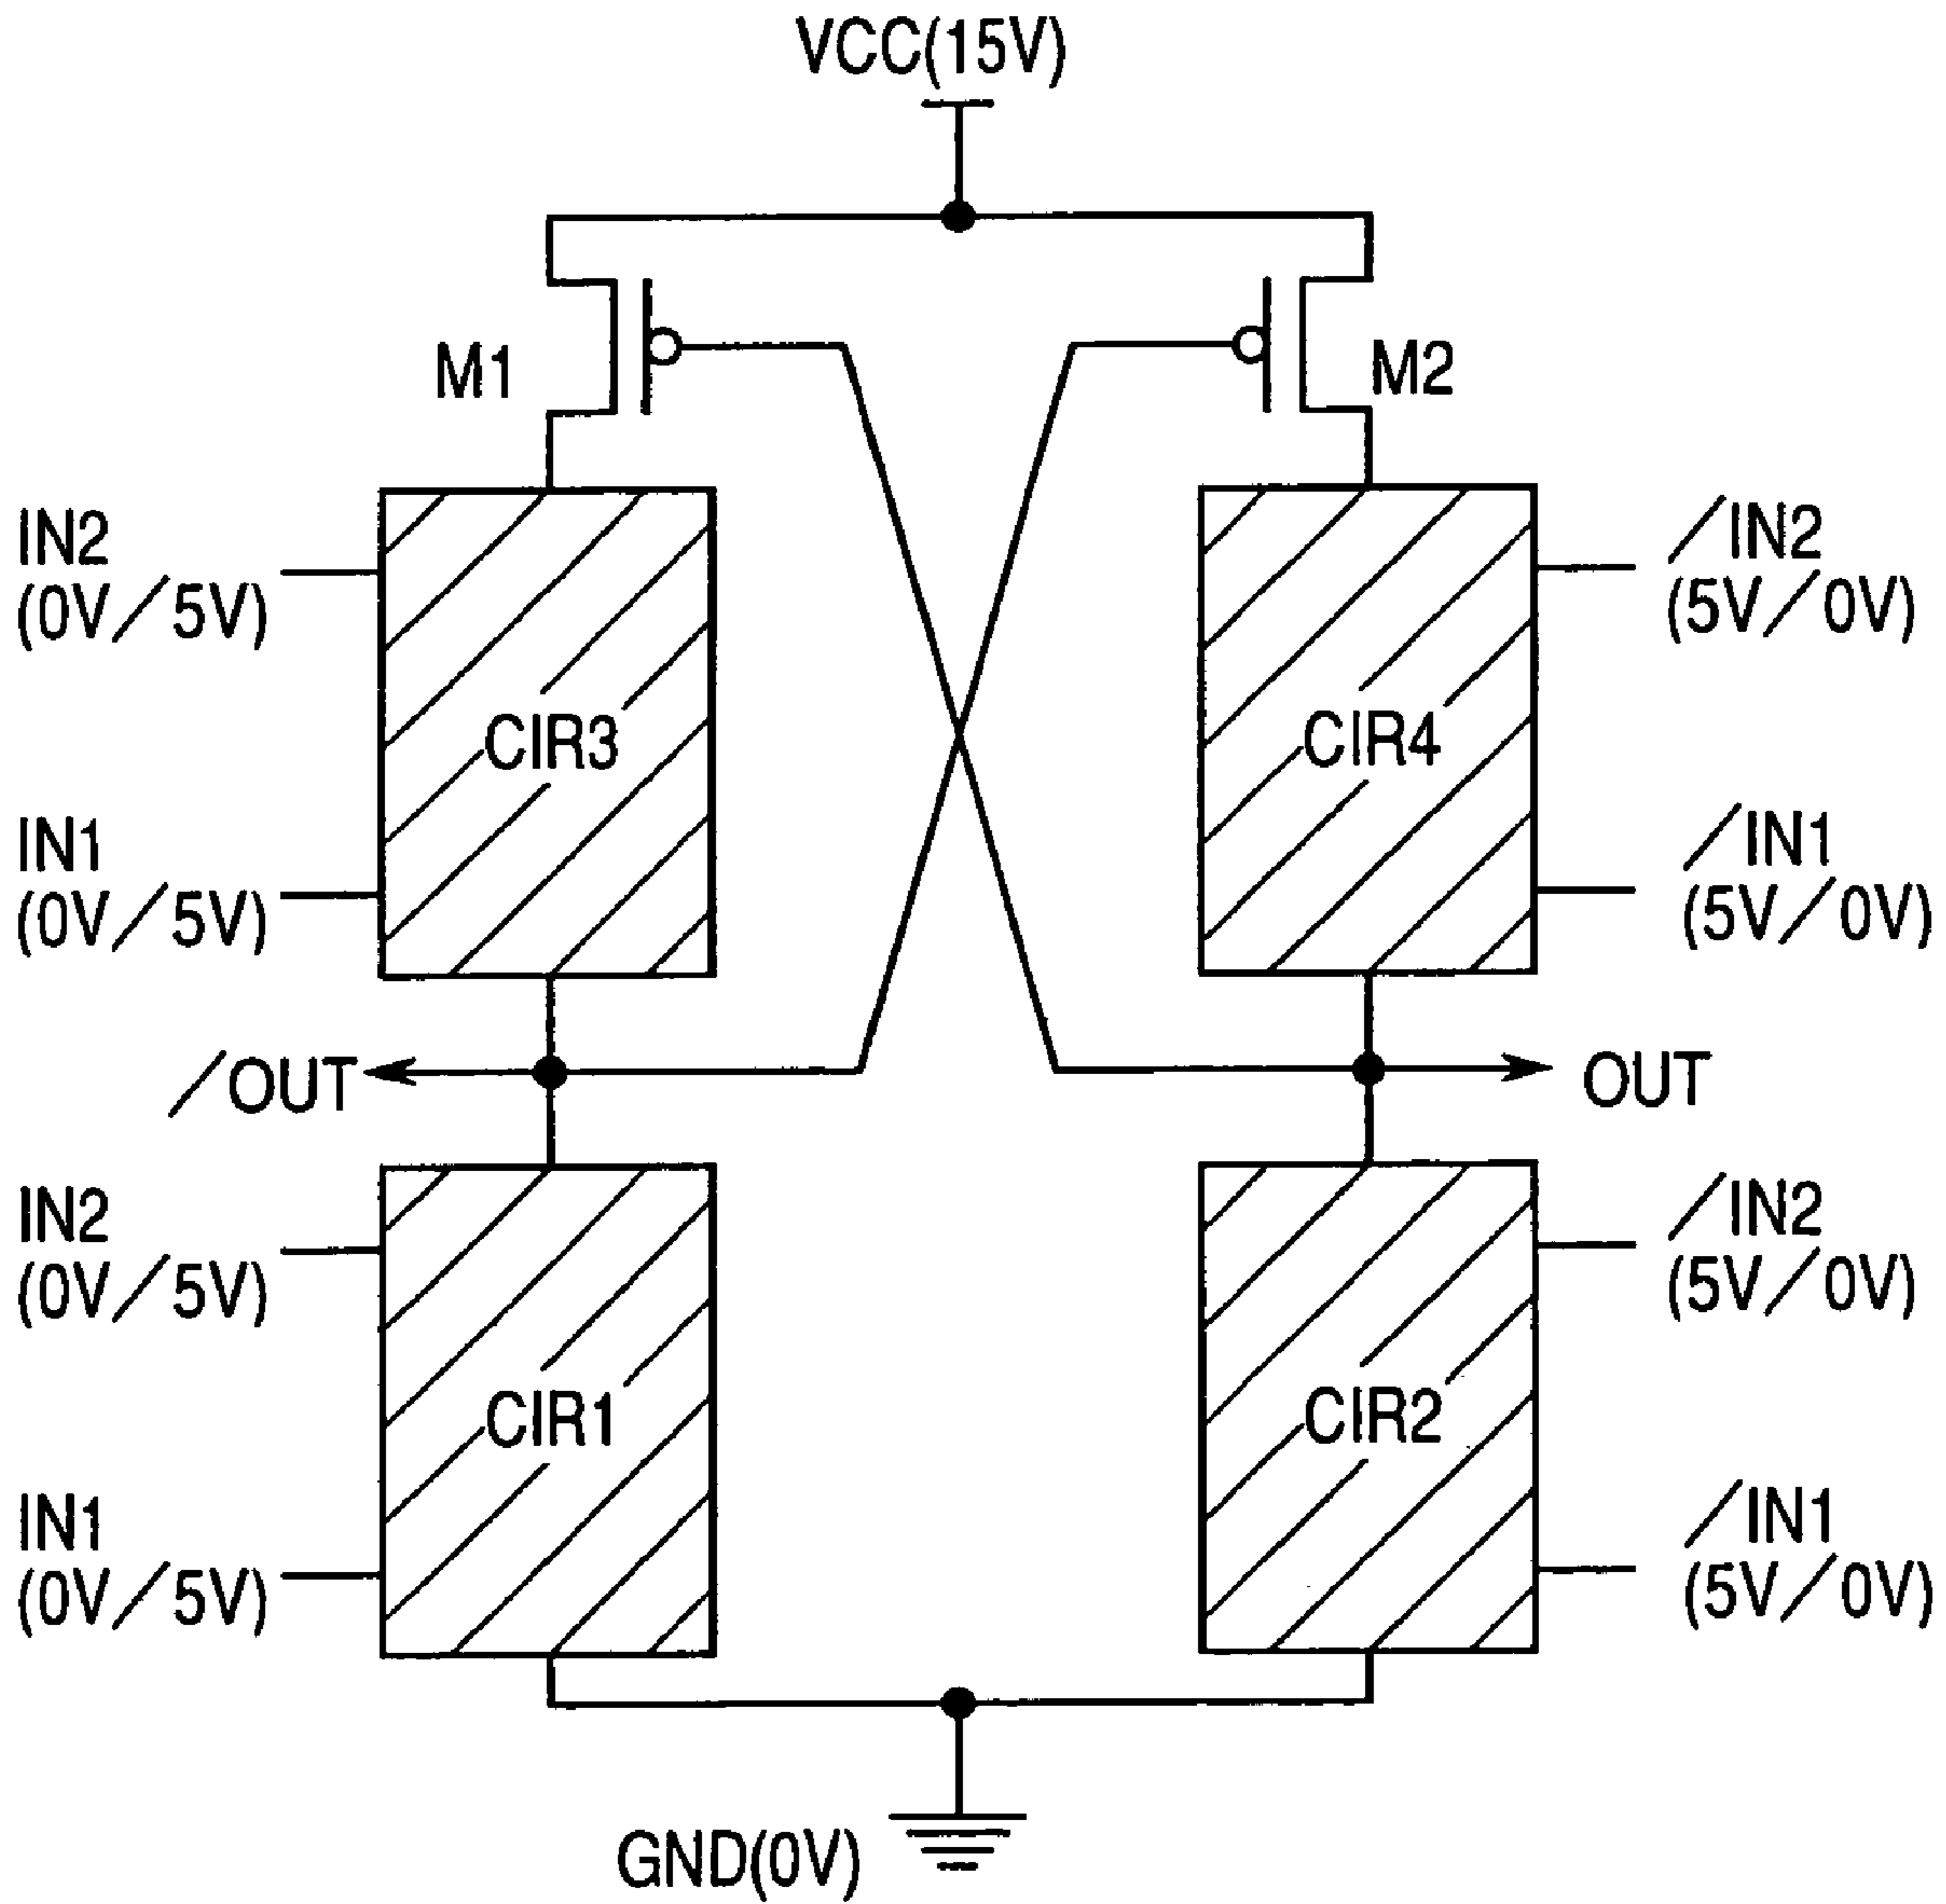 VCC(15V)
M1
M2
IN2
(0V/5V)
/IN2
(5V/0V)
CIR3
CIR4
IN1
(0V/5V)
/IN1
(5V/0V)
/OUT
OUT
IN2
(0V/5V)
/IN2
(5V/0V)
CIR1
CIR2
IN1
(0V/5V)
/IN1
(5V/0V)
GND(0V)